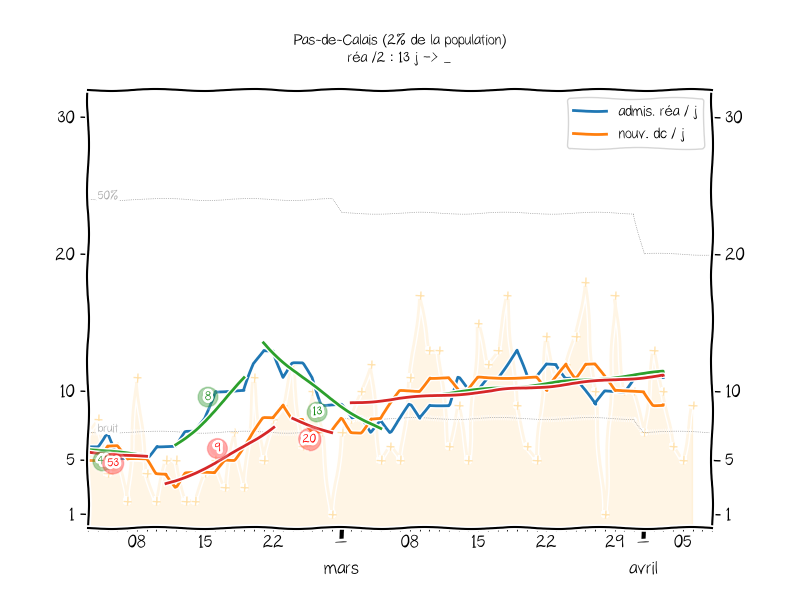 Pas-de-Calais (2% de la population)
réa /2 : 13 j -> _
admis. réa / j
nouv. dc / j
30 30
50%
20 20
10 10
8
13
bruit
9
20
53
5 5
1 1
08 15 22 1 08 15 22 29 1 05
mars avril